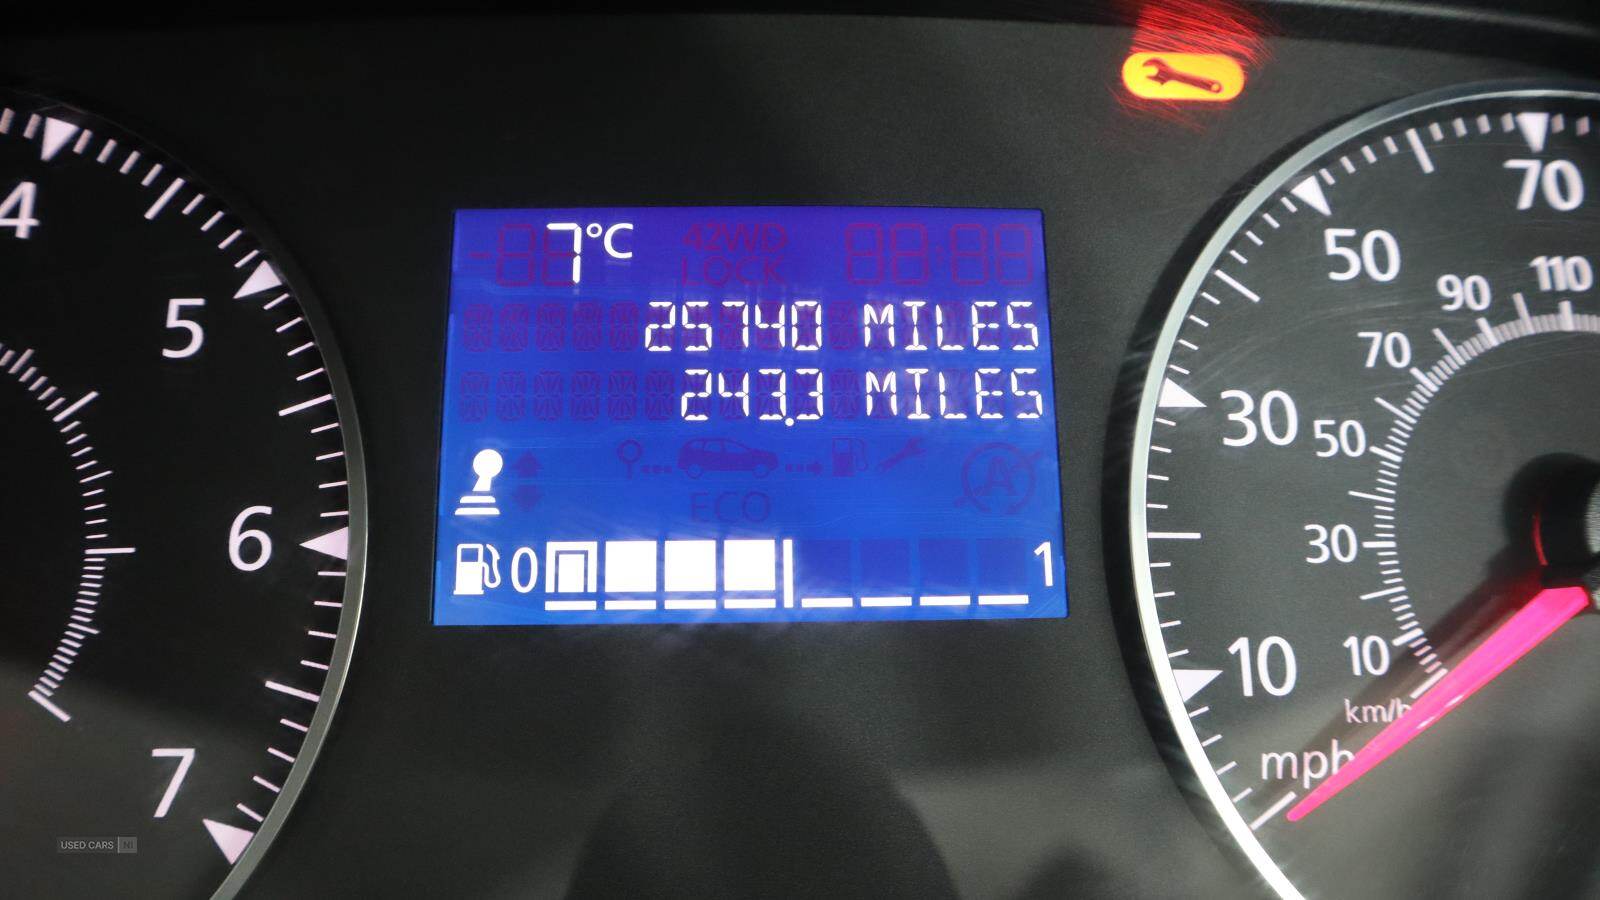 4
5
6
7
7°C
42WD
LOCK
25740 MILES
243.3 MILES
ECO
0
1
70
50
30
10
110
90
70
50
30
10
km/h
mph
USED CARS NI